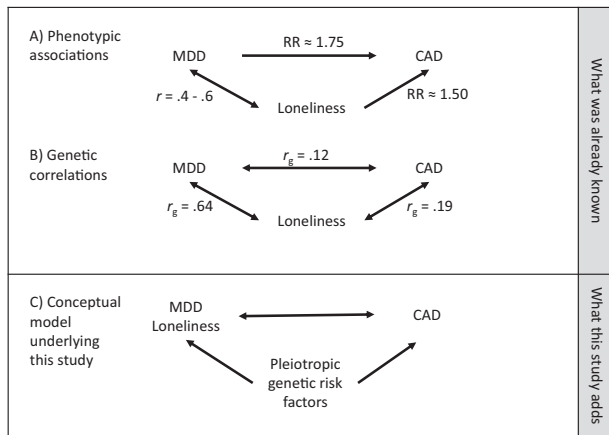 A) Phenotypic
associations
MDD
RR ≈ 1.75
CAD
r = .4 - .6
Loneliness
RR ≈ 1.50
B) Genetic
correlations
MDD
rg = .12
CAD
rg = .64
Loneliness
rg = .19
What was already known
C) Conceptual
model
underlying
this study
MDD
Loneliness
CAD
Pleiotropic
genetic risk
factors
What this
study adds